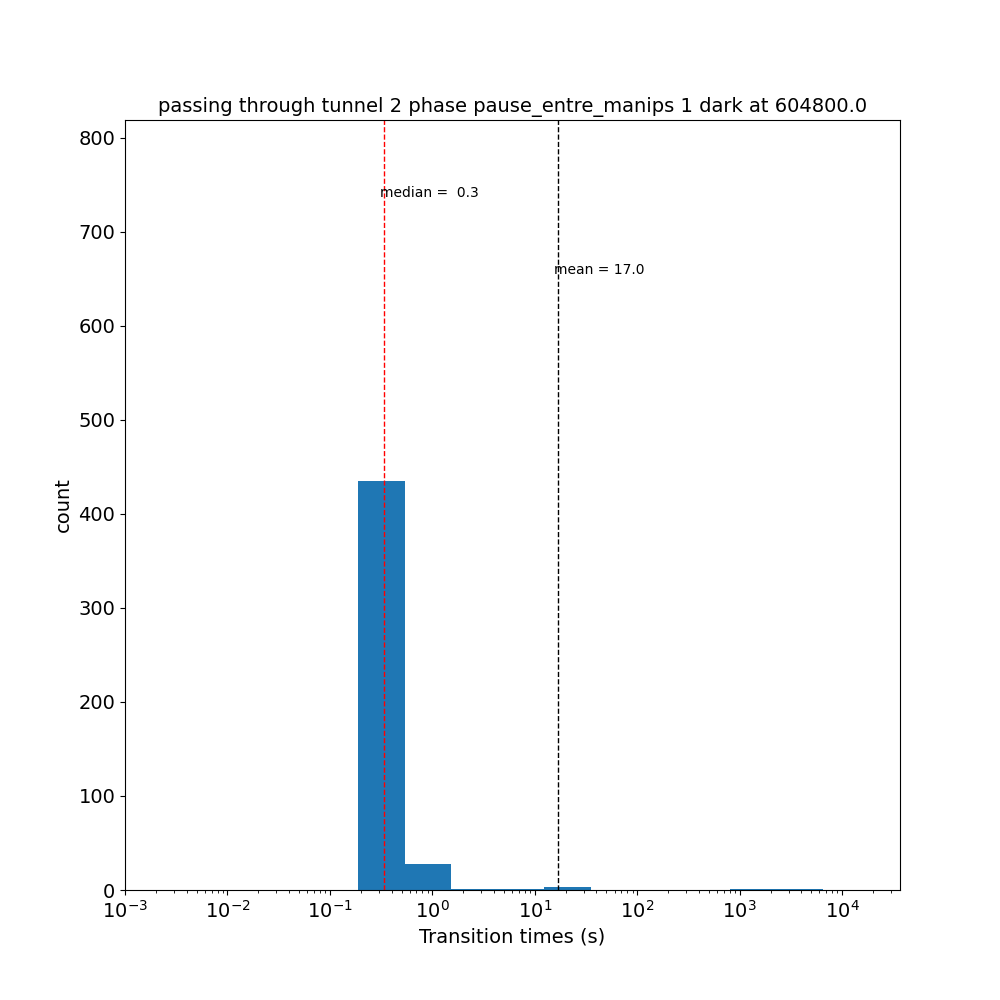 passing through tunnel 2 phase pause_entre_manips 1 dark at 604800.0
800
700
600
500
400
300
200
100
0
count
median =  0.3
mean = 17.0
10⁻³ 10⁻² 10⁻¹ 10⁰ 10¹ 10² 10³ 10⁴
Transition times (s)